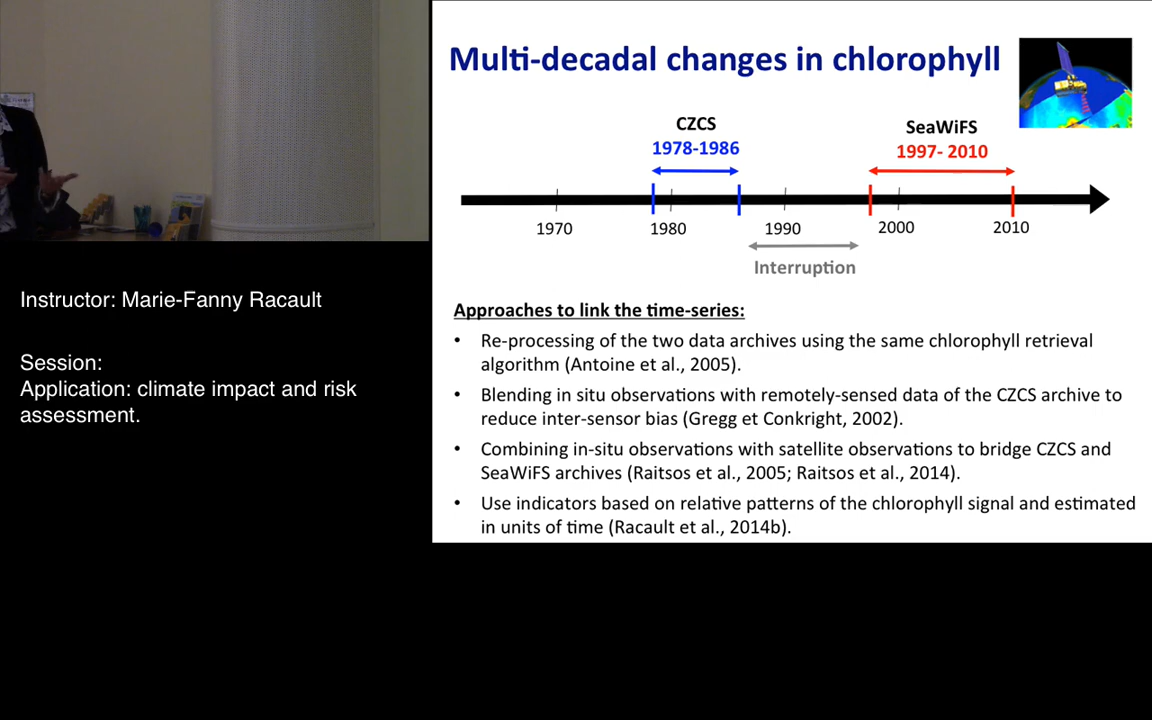 Multi-decadal changes in chlorophyll
CZCS
1978-1986
SeaWiFS
1997- 2010
1970
1980
1990
2000
2010
Interruption
Approaches to link the time-series:
• Re-processing of the two data archives using the same chlorophyll retrieval
algorithm (Antoine et al., 2005).
• Blending in situ observations with remotely-sensed data of the CZCS archive to
reduce inter-sensor bias (Gregg et Conkright, 2002).
• Combining in-situ observations with satellite observations to bridge CZCS and
SeaWiFS archives (Raitsos et al., 2005; Raitsos et al., 2014).
• Use indicators based on relative patterns of the chlorophyll signal and estimated
in units of time (Racault et al., 2014b).
Instructor: Marie-Fanny Racault
Session:
Application: climate impact and risk
assessment.